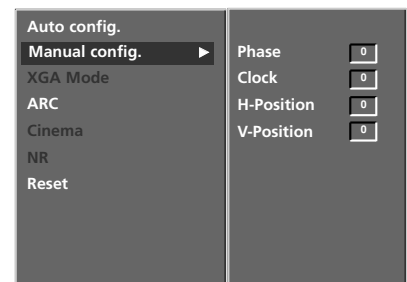 Auto config.
Manual config. ▶
XGA Mode
ARC
Cinema
NR
Reset
Phase 0
Clock 0
H-Position 0
V-Position 0